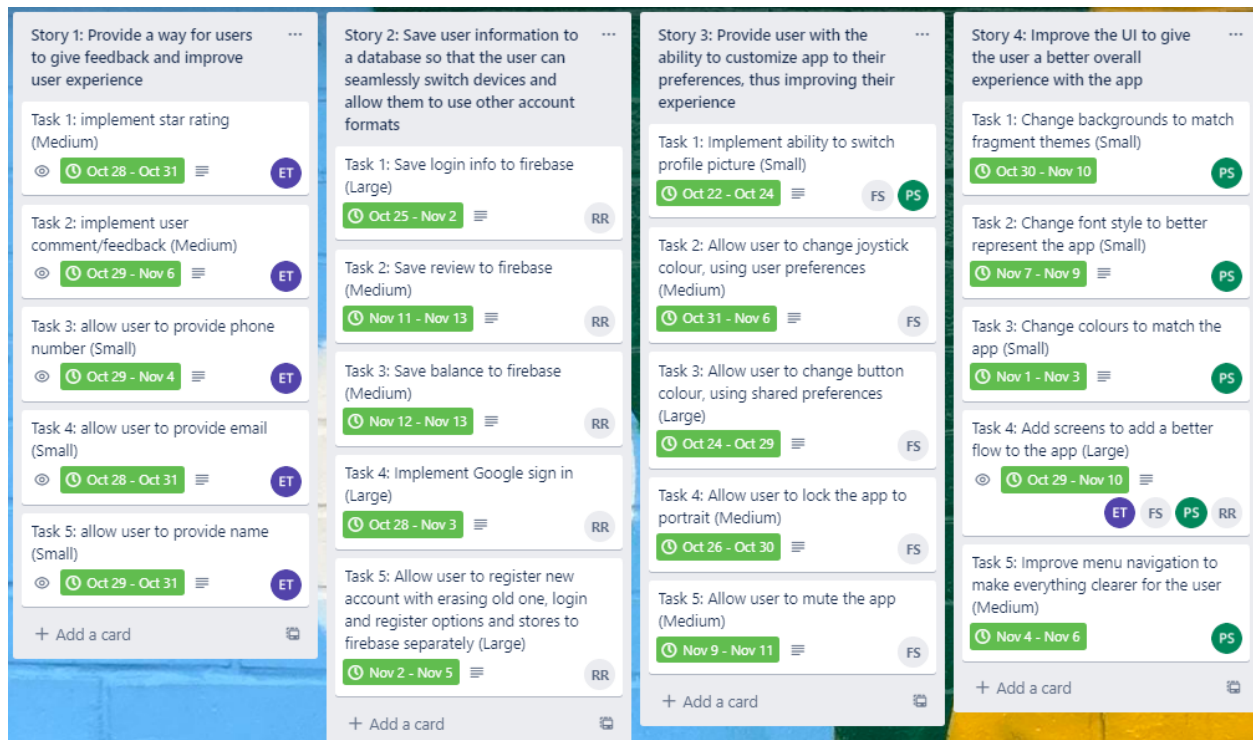 Story 1: Provide a way for users
to give feedback and improve
user experience
Task 1: implement star rating
(Medium)
Oct 28 - Oct 31
ET
Task 2: implement user
comment/feedback (Medium)
Oct 29 - Nov 6
ET
Task 3: allow user to provide phone
number (Small)
Oct 29 - Nov 4
ET
Task 4: allow user to provide email
(Small)
Oct 28 - Oct 31
ET
Task 5: allow user to provide name
(Small)
Oct 29 - Oct 31
ET
+ Add a card
Story 2: Save user information to
a database so that the user can
seamlessly switch devices and
allow them to use other account
formats
Task 1: Save login info to firebase
(Large)
Oct 25 - Nov 2
RR
Task 2: Save review to firebase
(Medium)
Nov 11 - Nov 13
RR
Task 3: Save balance to firebase
(Medium)
Nov 12 - Nov 13
RR
Task 4: Implement Google sign in
(Large)
Oct 28 - Nov 3
RR
Task 5: Allow user to register new
account with erasing old one, login
and register options and stores to
firebase separately (Large)
Nov 2 - Nov 5
RR
+ Add a card
Story 3: Provide user with the
ability to customize app to their
preferences, thus improving their
experience
Task 1: Implement ability to switch
profile picture (Small)
Oct 22 - Oct 24
FS PS
Task 2: Allow user to change joystick
colour, using user preferences
(Medium)
Oct 31 - Nov 6
FS
Task 3: Allow user to change button
colour, using shared preferences
(Large)
Oct 24 - Oct 29
FS
Task 4: Allow user to lock the app to
portrait (Medium)
Oct 26 - Oct 30
FS
Task 5: Allow user to mute the app
(Medium)
Nov 9 - Nov 11
FS
+ Add a card
Story 4: Improve the UI to give
the user a better overall
experience with the app
Task 1: Change backgrounds to match
fragment themes (Small)
Oct 30 - Nov 10
PS
Task 2: Change font style to better
represent the app (Small)
Nov 7 - Nov 9
PS
Task 3: Change colours to match the
app (Small)
Nov 1 - Nov 3
PS
Task 4: Add screens to add a better
flow to the app (Large)
Oct 29 - Nov 10
ET FS PS RR
Task 5: Improve menu navigation to
make everything clearer for the user
(Medium)
Nov 4 - Nov 6
PS
+ Add a card